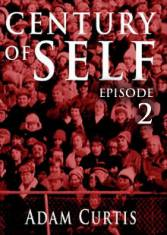 CENTURY
OF SELF
EPISODE
2
ADAM CURTIS